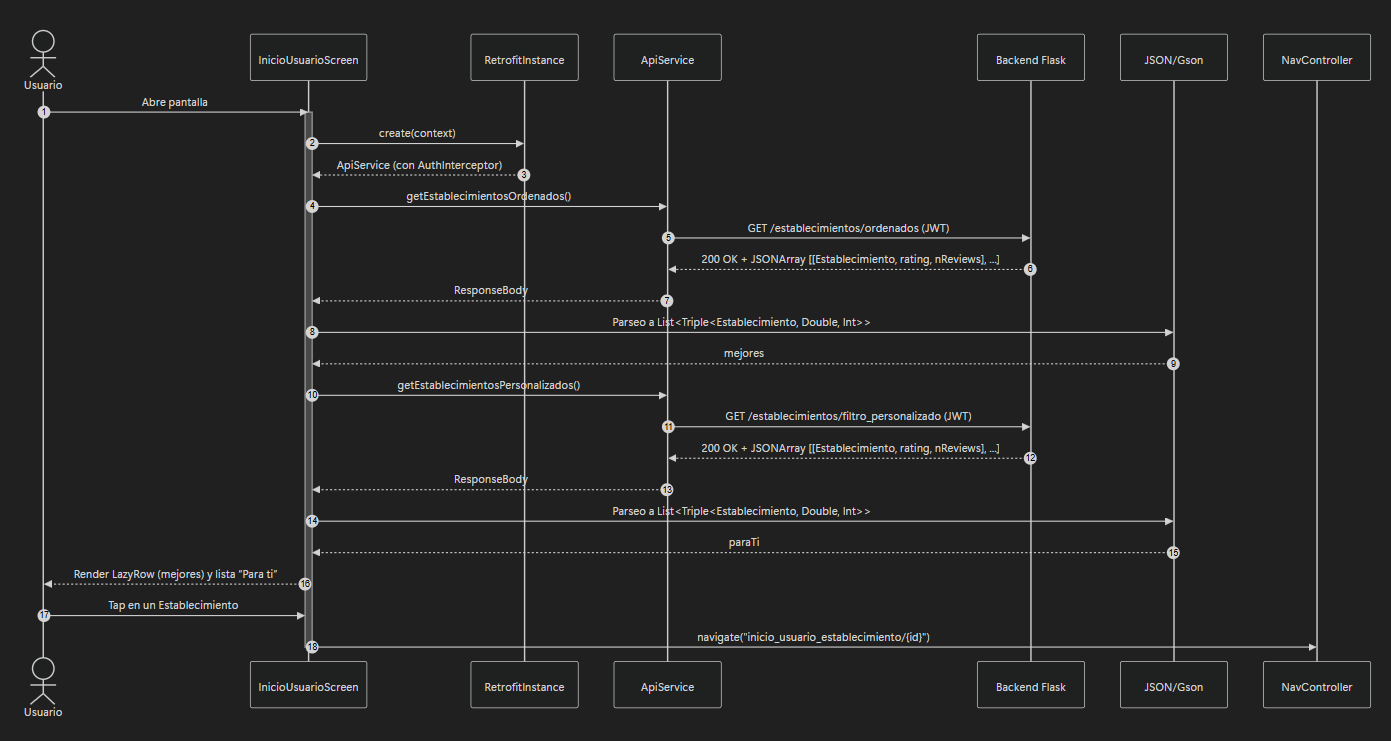 InicioUsuarioScreen
RetrofitInstance
ApiService
Backend Flask
JSON/Gson
NavController
Usuario
Abre pantalla
1
create(context)
2
ApiService (con AuthInterceptor)
3
getEstablecimientosOrdenados()
4
GET /establecimientos/ordenados (JWT)
5
200 OK + JSONArray [[Establecimiento, rating, nReviews], ...]
6
ResponseBody
7
Parseo a List<Triple<Establecimiento, Double, Int>>
8
mejores
9
getEstablecimientosPersonalizados()
10
GET /establecimientos/filtro_personalizado (JWT)
11
200 OK + JSONArray [[Establecimiento, rating, nReviews], ...]
12
ResponseBody
13
Parseo a List<Triple<Establecimiento, Double, Int>>
14
paraTi
15
Render LazyRow (mejores) y lista "Para ti"
16
Tap en un Establecimiento
17
navigate("inicio_usuario_establecimiento/{id}")
18
InicioUsuarioScreen
RetrofitInstance
ApiService
Backend Flask
JSON/Gson
NavController
Usuario